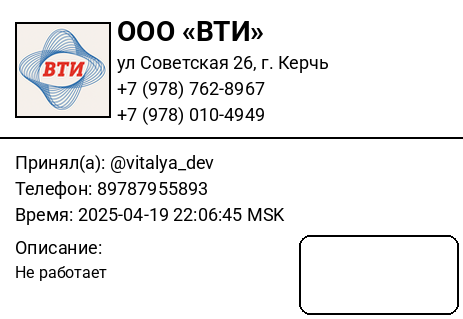 ООО «ВТИ»
ВТИ
ул Советская 26, г. Керчь
+7 (978) 762-8967
+7 (978) 010-4949
Принял(а): @vitalya_dev
Телефон: 89787955893
Время: 2025-04-19 22:06:45 MSK
Описание:
Не работает